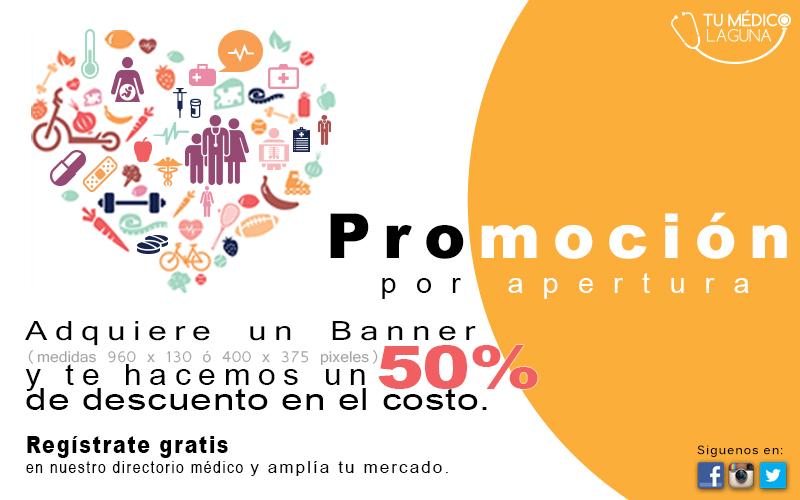 TU MÉDICO
LAGUNA
Promoción
por apertura
Adquiere un Banner
(medidas 960 x 130 ó 400 x 375 pixeles)
y te hacemos un 50%
de descuento en el costo.
Regístrate gratis
en nuestro directorio médico y amplía tu mercado.
Siguenos en: